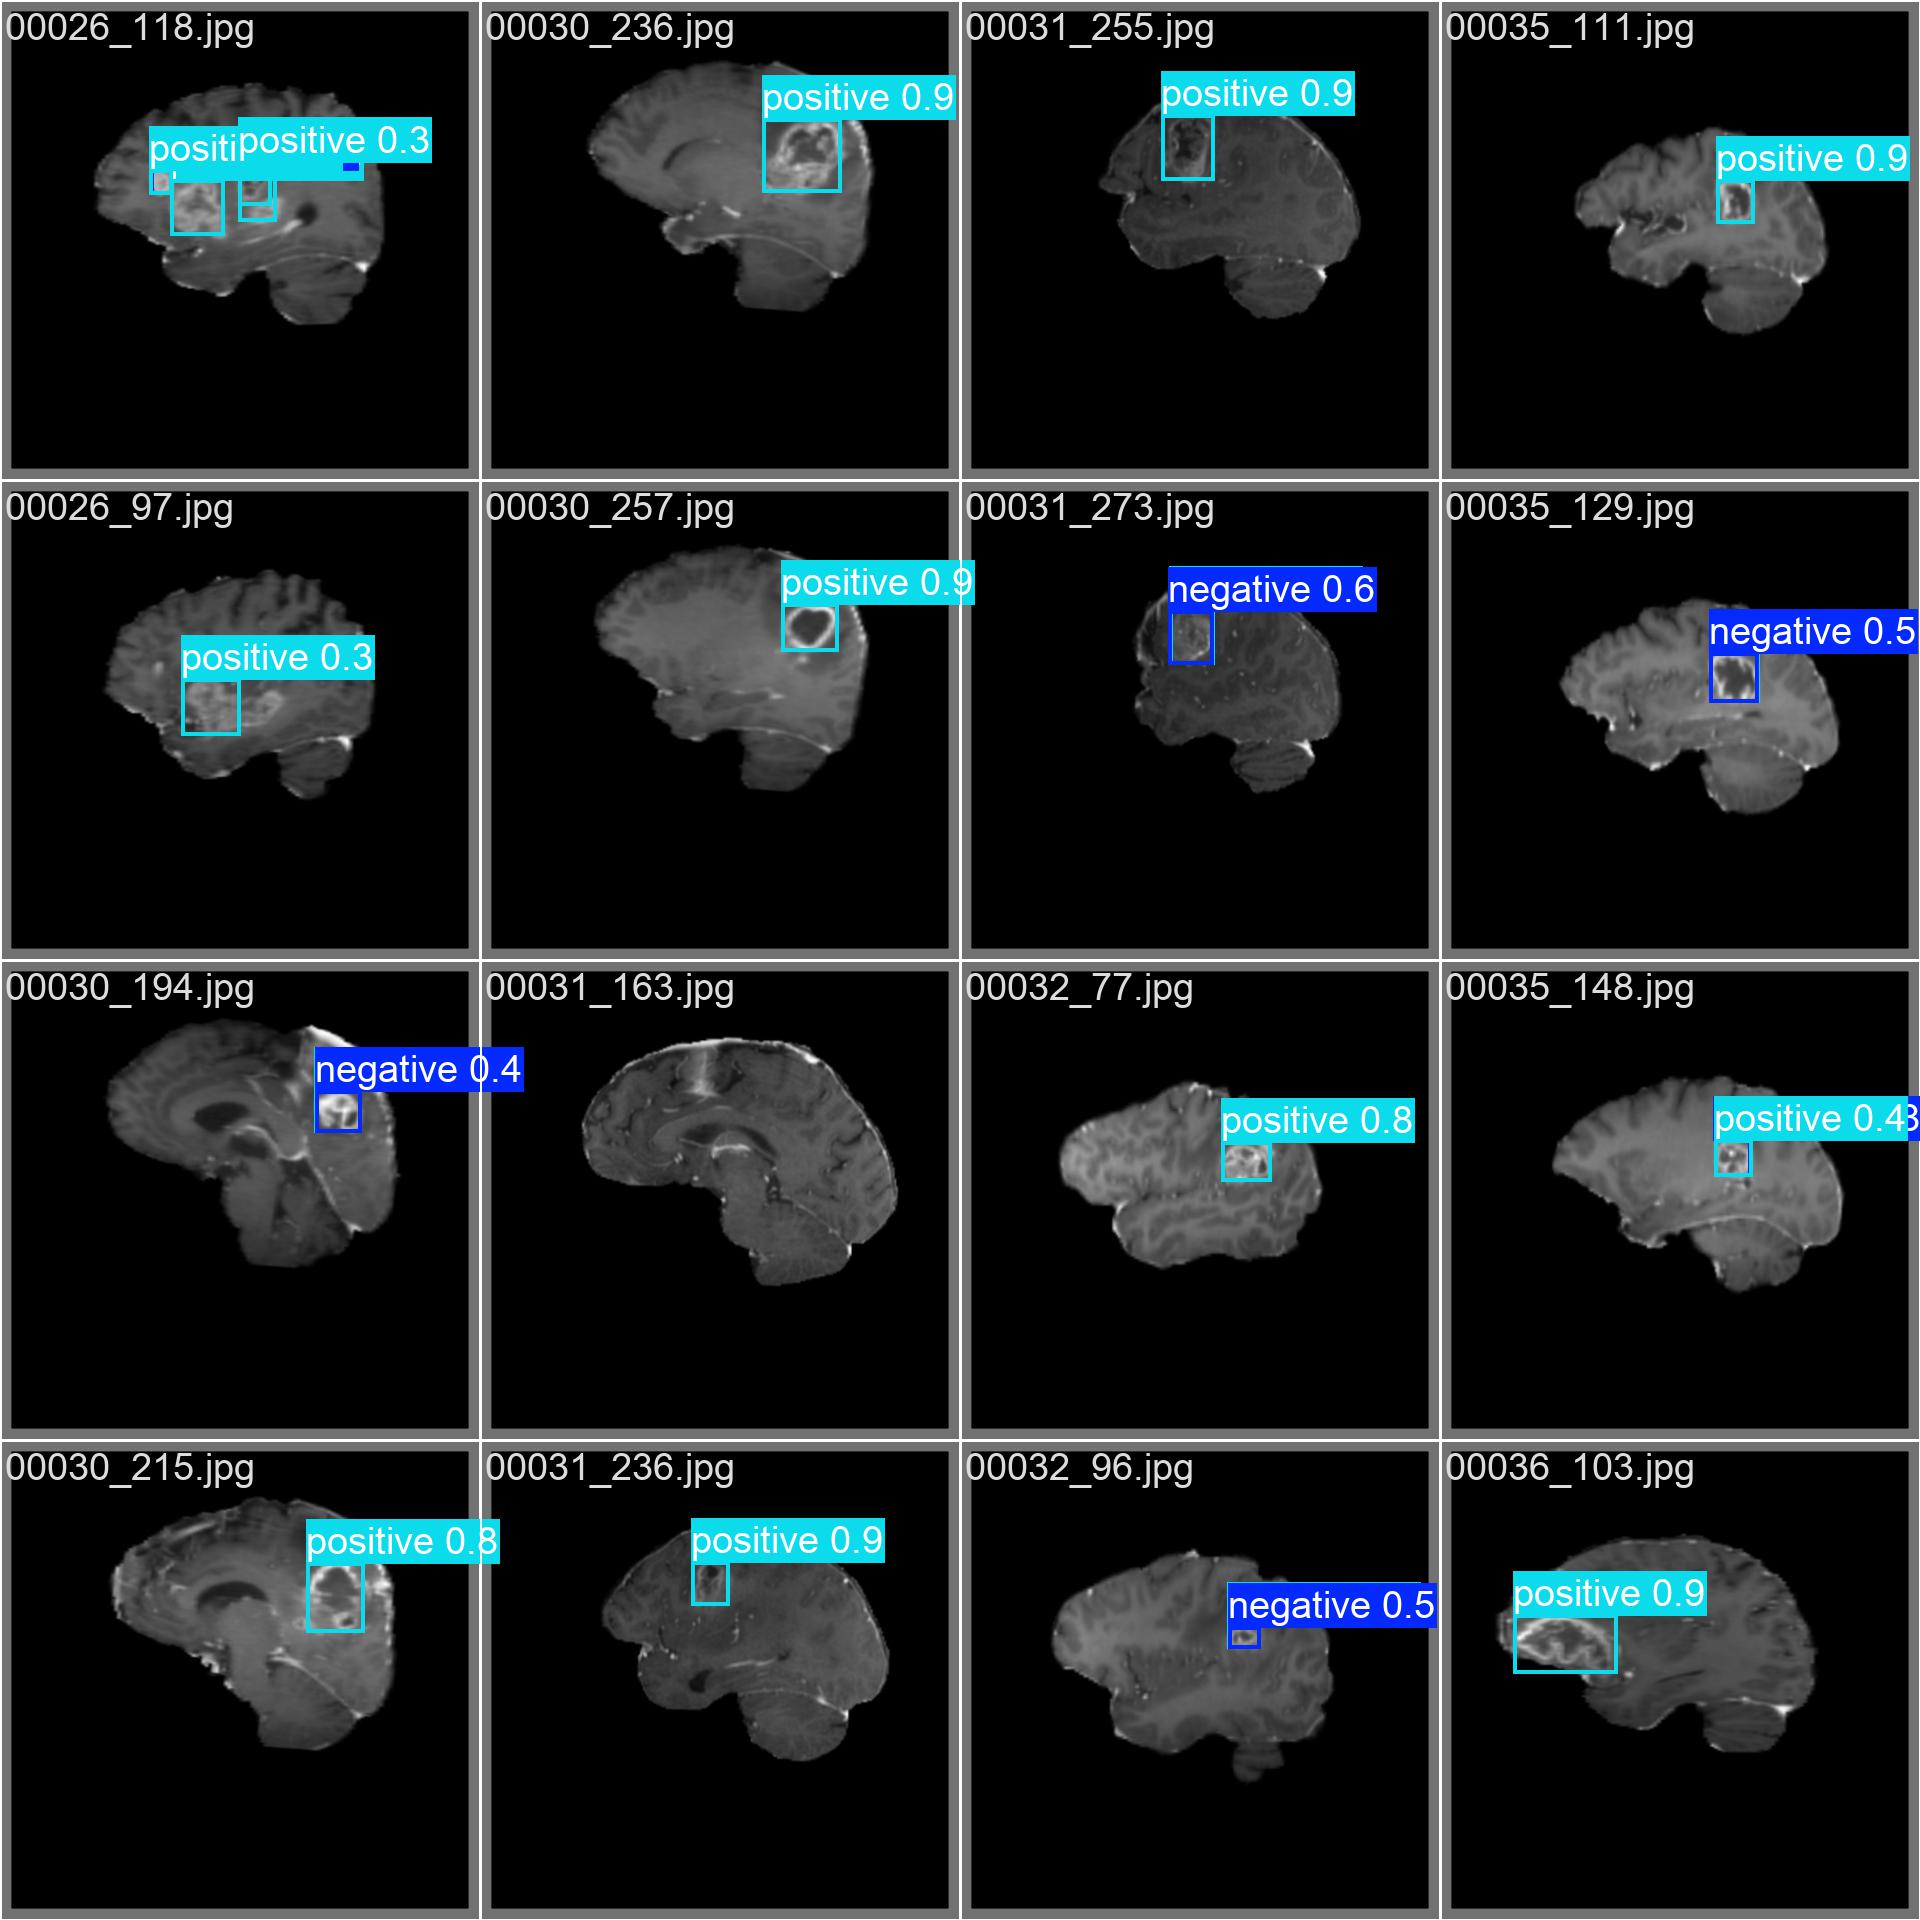 00026_118.jpg
positi
positive 0.3
00030_236.jpg
positive 0.9
00031_255.jpg
positive 0.9
00035_111.jpg
positive 0.9
00026_97.jpg
positive 0.3
00030_257.jpg
positive 0.9
00031_273.jpg
negative 0.6
00035_129.jpg
negative 0.5
00030_194.jpg
negative 0.4
00031_163.jpg
00032_77.jpg
positive 0.8
00035_148.jpg
positive 0.4
00030_215.jpg
positive 0.8
00031_236.jpg
positive 0.9
00032_96.jpg
negative 0.5
00036_103.jpg
positive 0.9